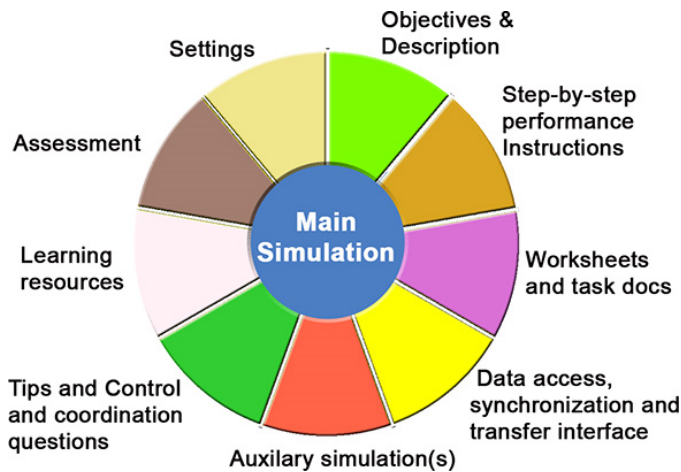 Settings
Objectives &
Description
Step-by-step
performance
Instructions
Assessment
Main
Simulation
Learning
resources
Worksheets
and task docs
Tips and Control
and coordination
questions
Data access,
synchronization and
transfer interface
Auxilary simulation(s)